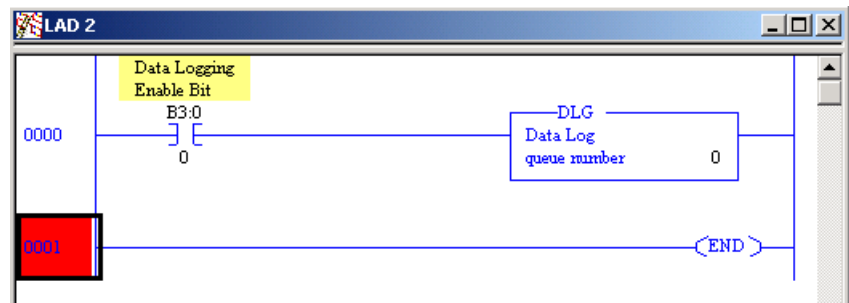 LAD 2
Data Logging
Enable Bit
B3:0
0
0000
DLG
Data Log
queue number 0
0001
END